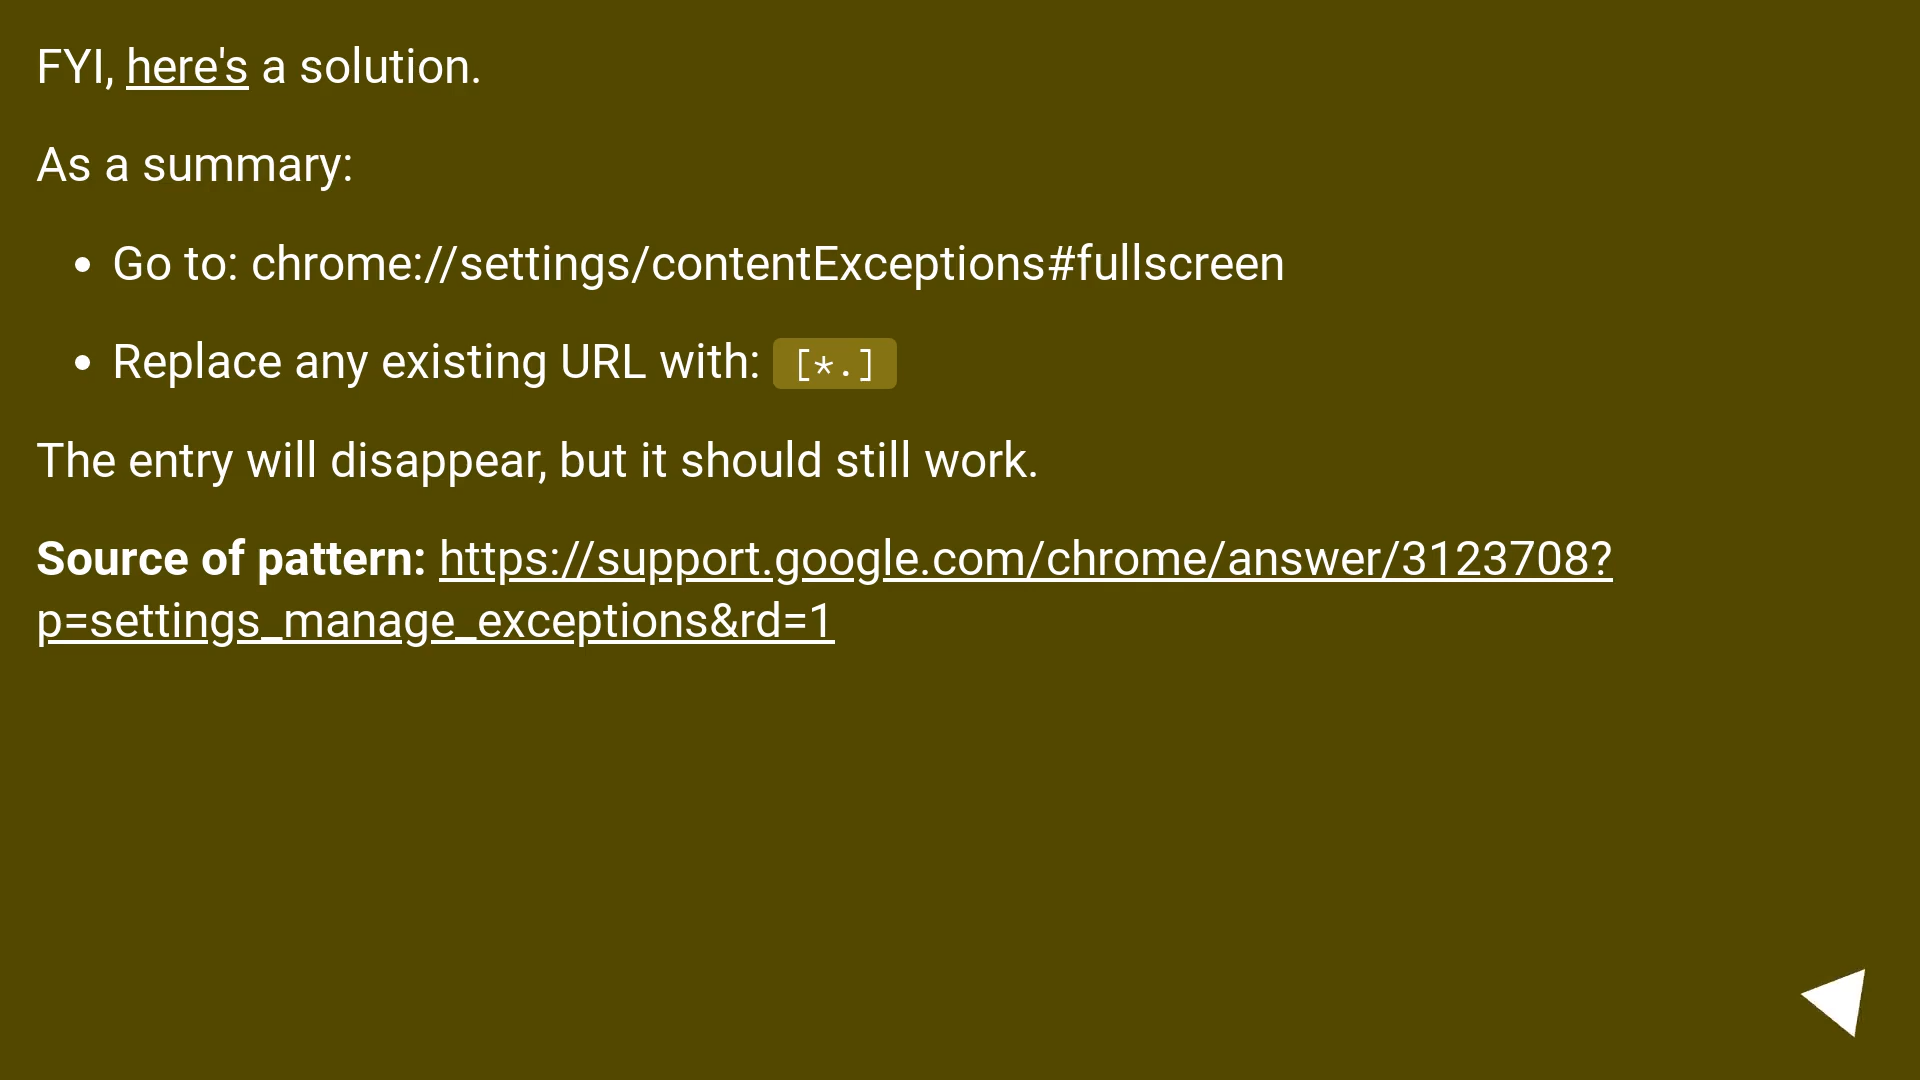 FYI, here's a solution.
As a summary:
• Go to: chrome://settings/contentExceptions#fullscreen
• Replace any existing URL with: [*.]
The entry will disappear, but it should still work.
Source of pattern: https://support.google.com/chrome/answer/3123708?
p=settings_manage_exceptions&rd=1